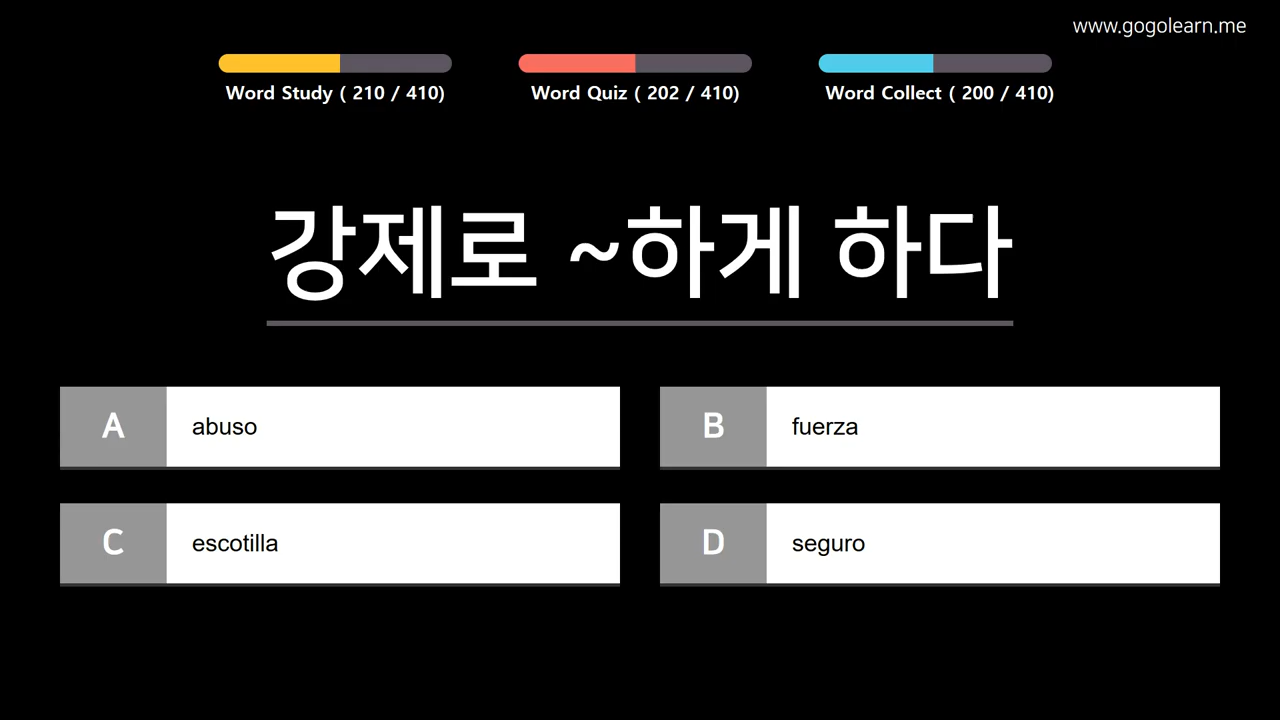 www.gogolearn.me
Word Study ( 210 / 410)
Word Quiz ( 202 / 410)
Word Collect ( 200 / 410)
강제로 ~하게 하다
A
abuso
B
fuerza
C
escotilla
D
seguro